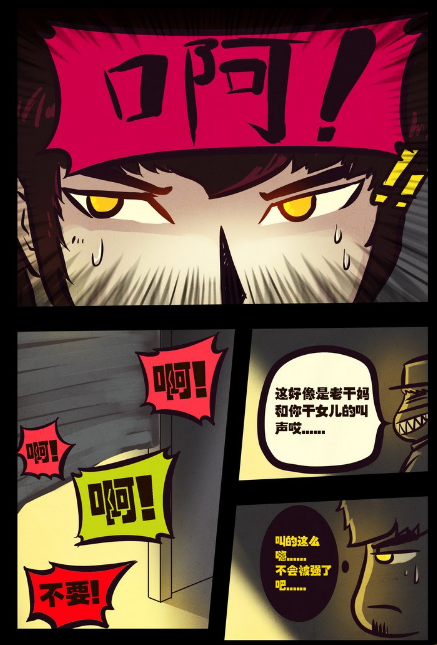 啊！
!!
啊！
啊！
啊！
不要！
这好像是老干妈
和你干女儿的叫
声哎……
叫的这么
嗨……
不会被强了
吧……